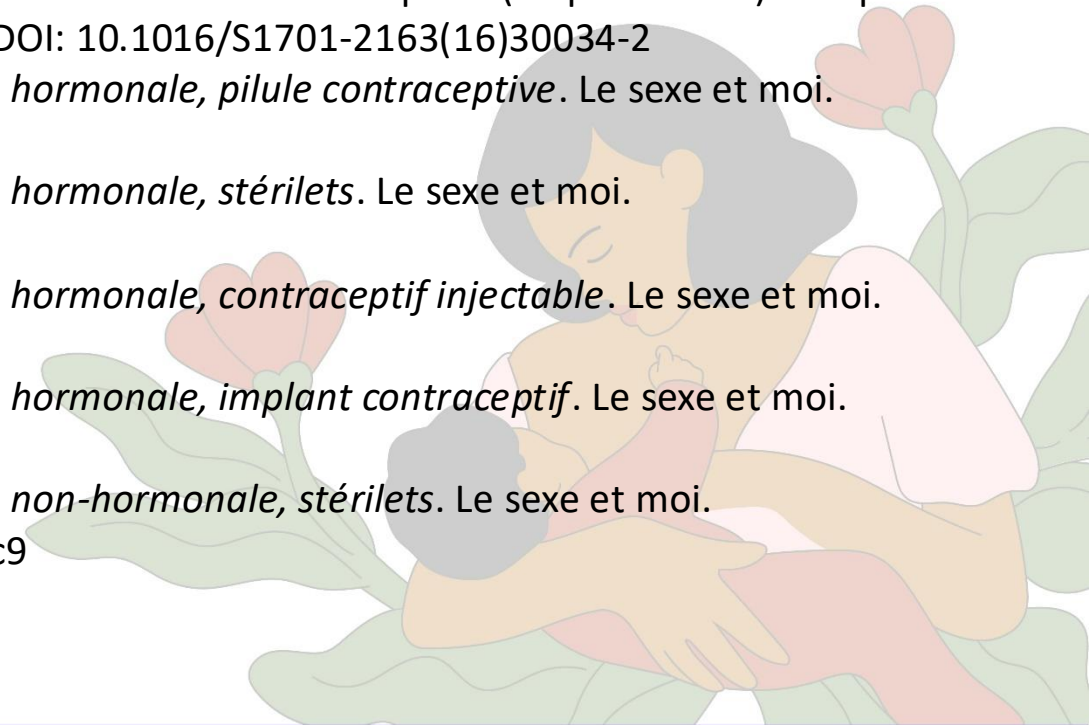 DOI: 10.1016/S1701-2163(16)30034-2
hormonale, pilule contraceptive. Le sexe et moi.
hormonale, stérilets. Le sexe et moi.
hormonale, contraceptif injectable. Le sexe et moi.
hormonale, implant contraceptif. Le sexe et moi.
non-hormonale, stérilets. Le sexe et moi.
c9